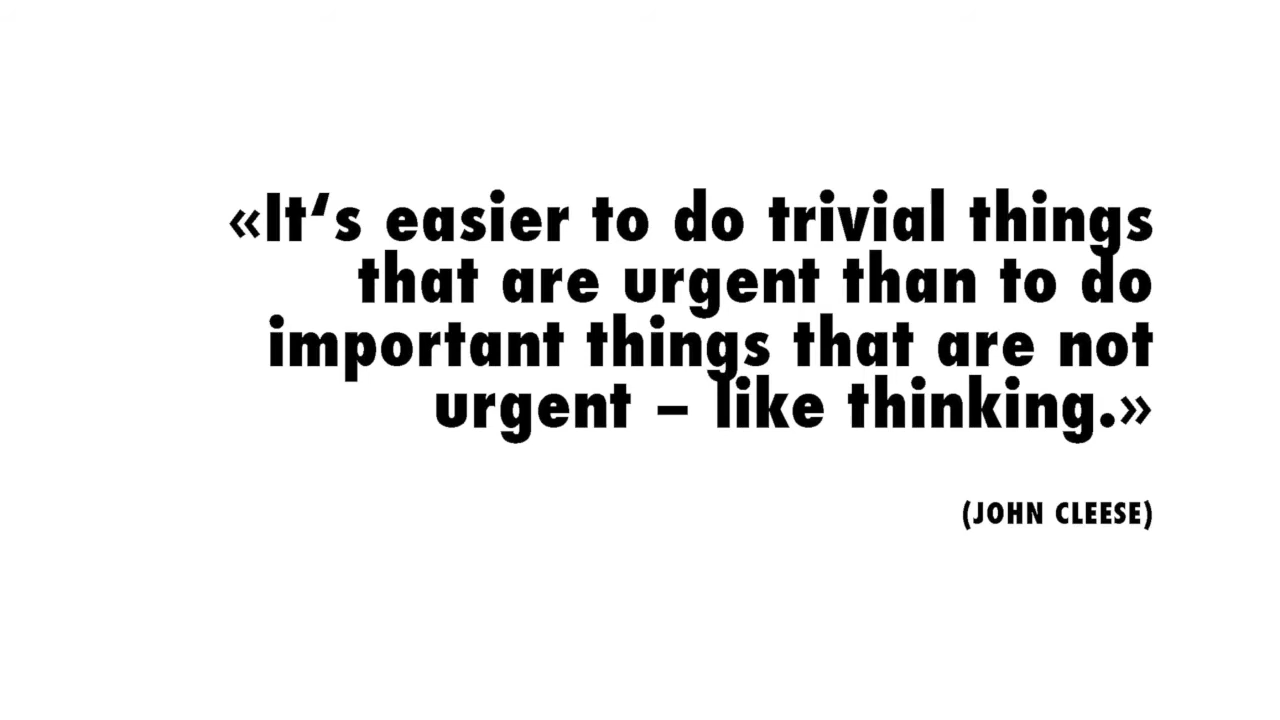 «It‘s easier to do trivial things
that are urgent than to do
important things that are not
urgent – like thinking.»
(JOHN CLEESE)